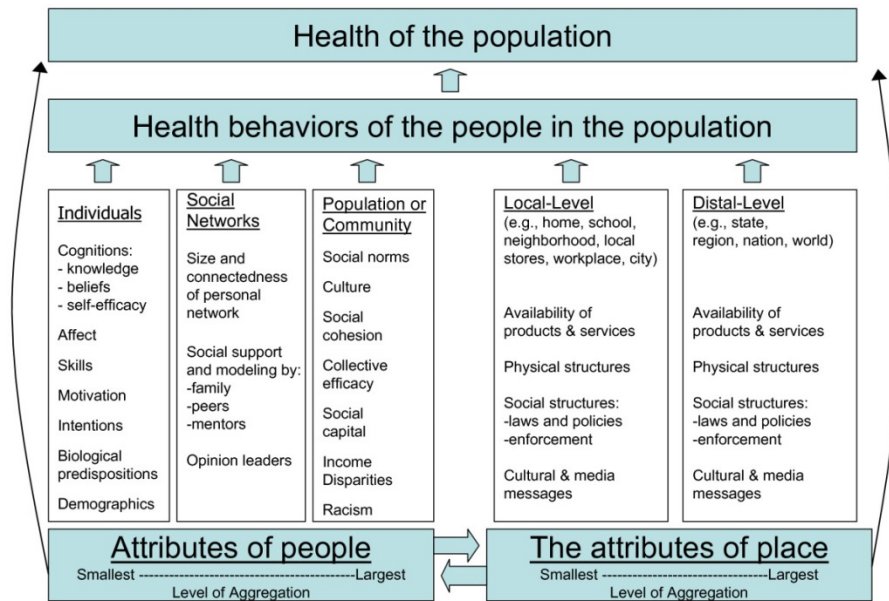 Health of the population
Health behaviors of the people in the population
Individuals
Cognitions:
- knowledge
- beliefs
- self-efficacy
Affect
Skills
Motivation
Intentions
Biological
predispositions
Demographics
Social
Networks
Size and
connectedness
of personal
network
Social support
and modeling by:
-family
-peers
-mentors
Opinion leaders
Population or
Community
Social norms
Culture
Social
cohesion
Collective
efficacy
Social
capital
Income
Disparities
Racism
Local-Level
(e.g., home, school,
neighborhood, local
stores, workplace, city)
Availability of
products & services
Physical structures
Social structures:
-laws and policies
-enforcement
Cultural & media
messages
Distal-Level
(e.g., state,
region, nation, world)
Availability of
products & services
Physical structures
Social structures:
-laws and policies
-enforcement
Cultural & media
messages
Attributes of people
Smallest ------------------------------------Largest
Level of Aggregation
The attributes of place
Smallest ------------------------------------Largest
Level of Aggregation